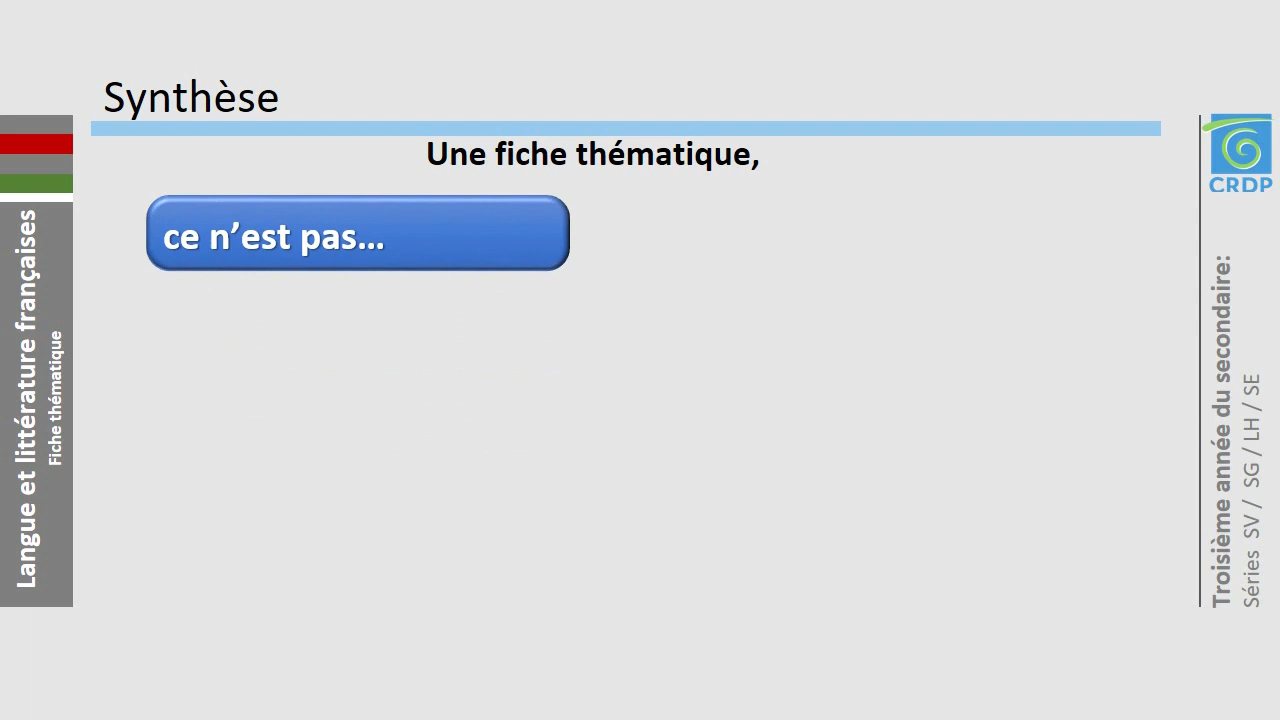 Synthèse
Une fiche thématique,
ce n’est pas…
Langue et littérature françaises
Fiche thématique
CRDP
Troisième année du secondaire:
Séries SV / SG / LH / SE